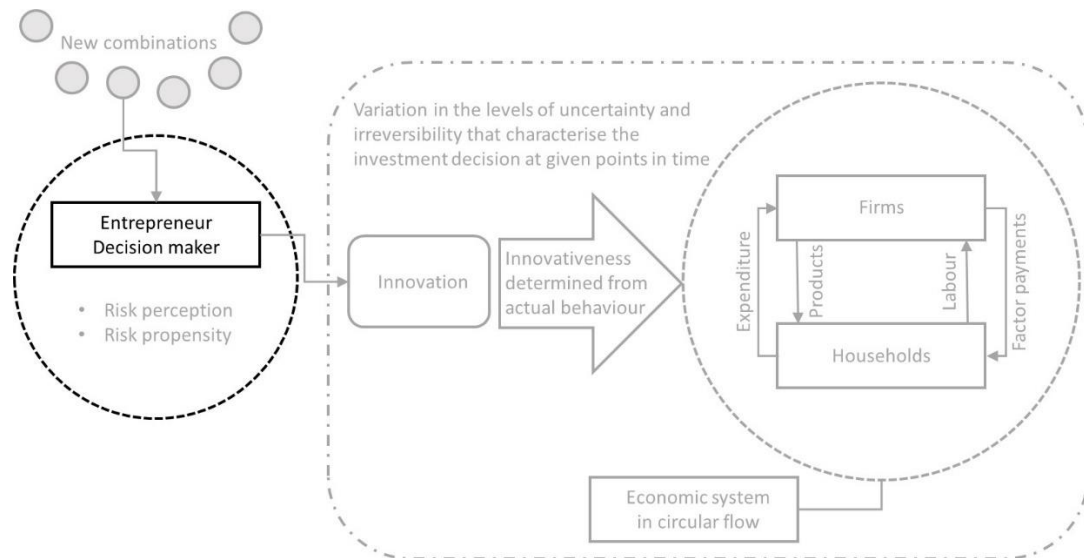 New combinations
Variation in the levels of uncertainty and
irreversibility that characterise the
investment decision at given points in time
Entrepreneur
Decision maker
• Risk perception
• Risk propensity
Innovation
Innovativeness
determined from
actual behaviour
Firms
Expenditure
Products
Labour
Factor payments
Households
Economic system
in circular flow